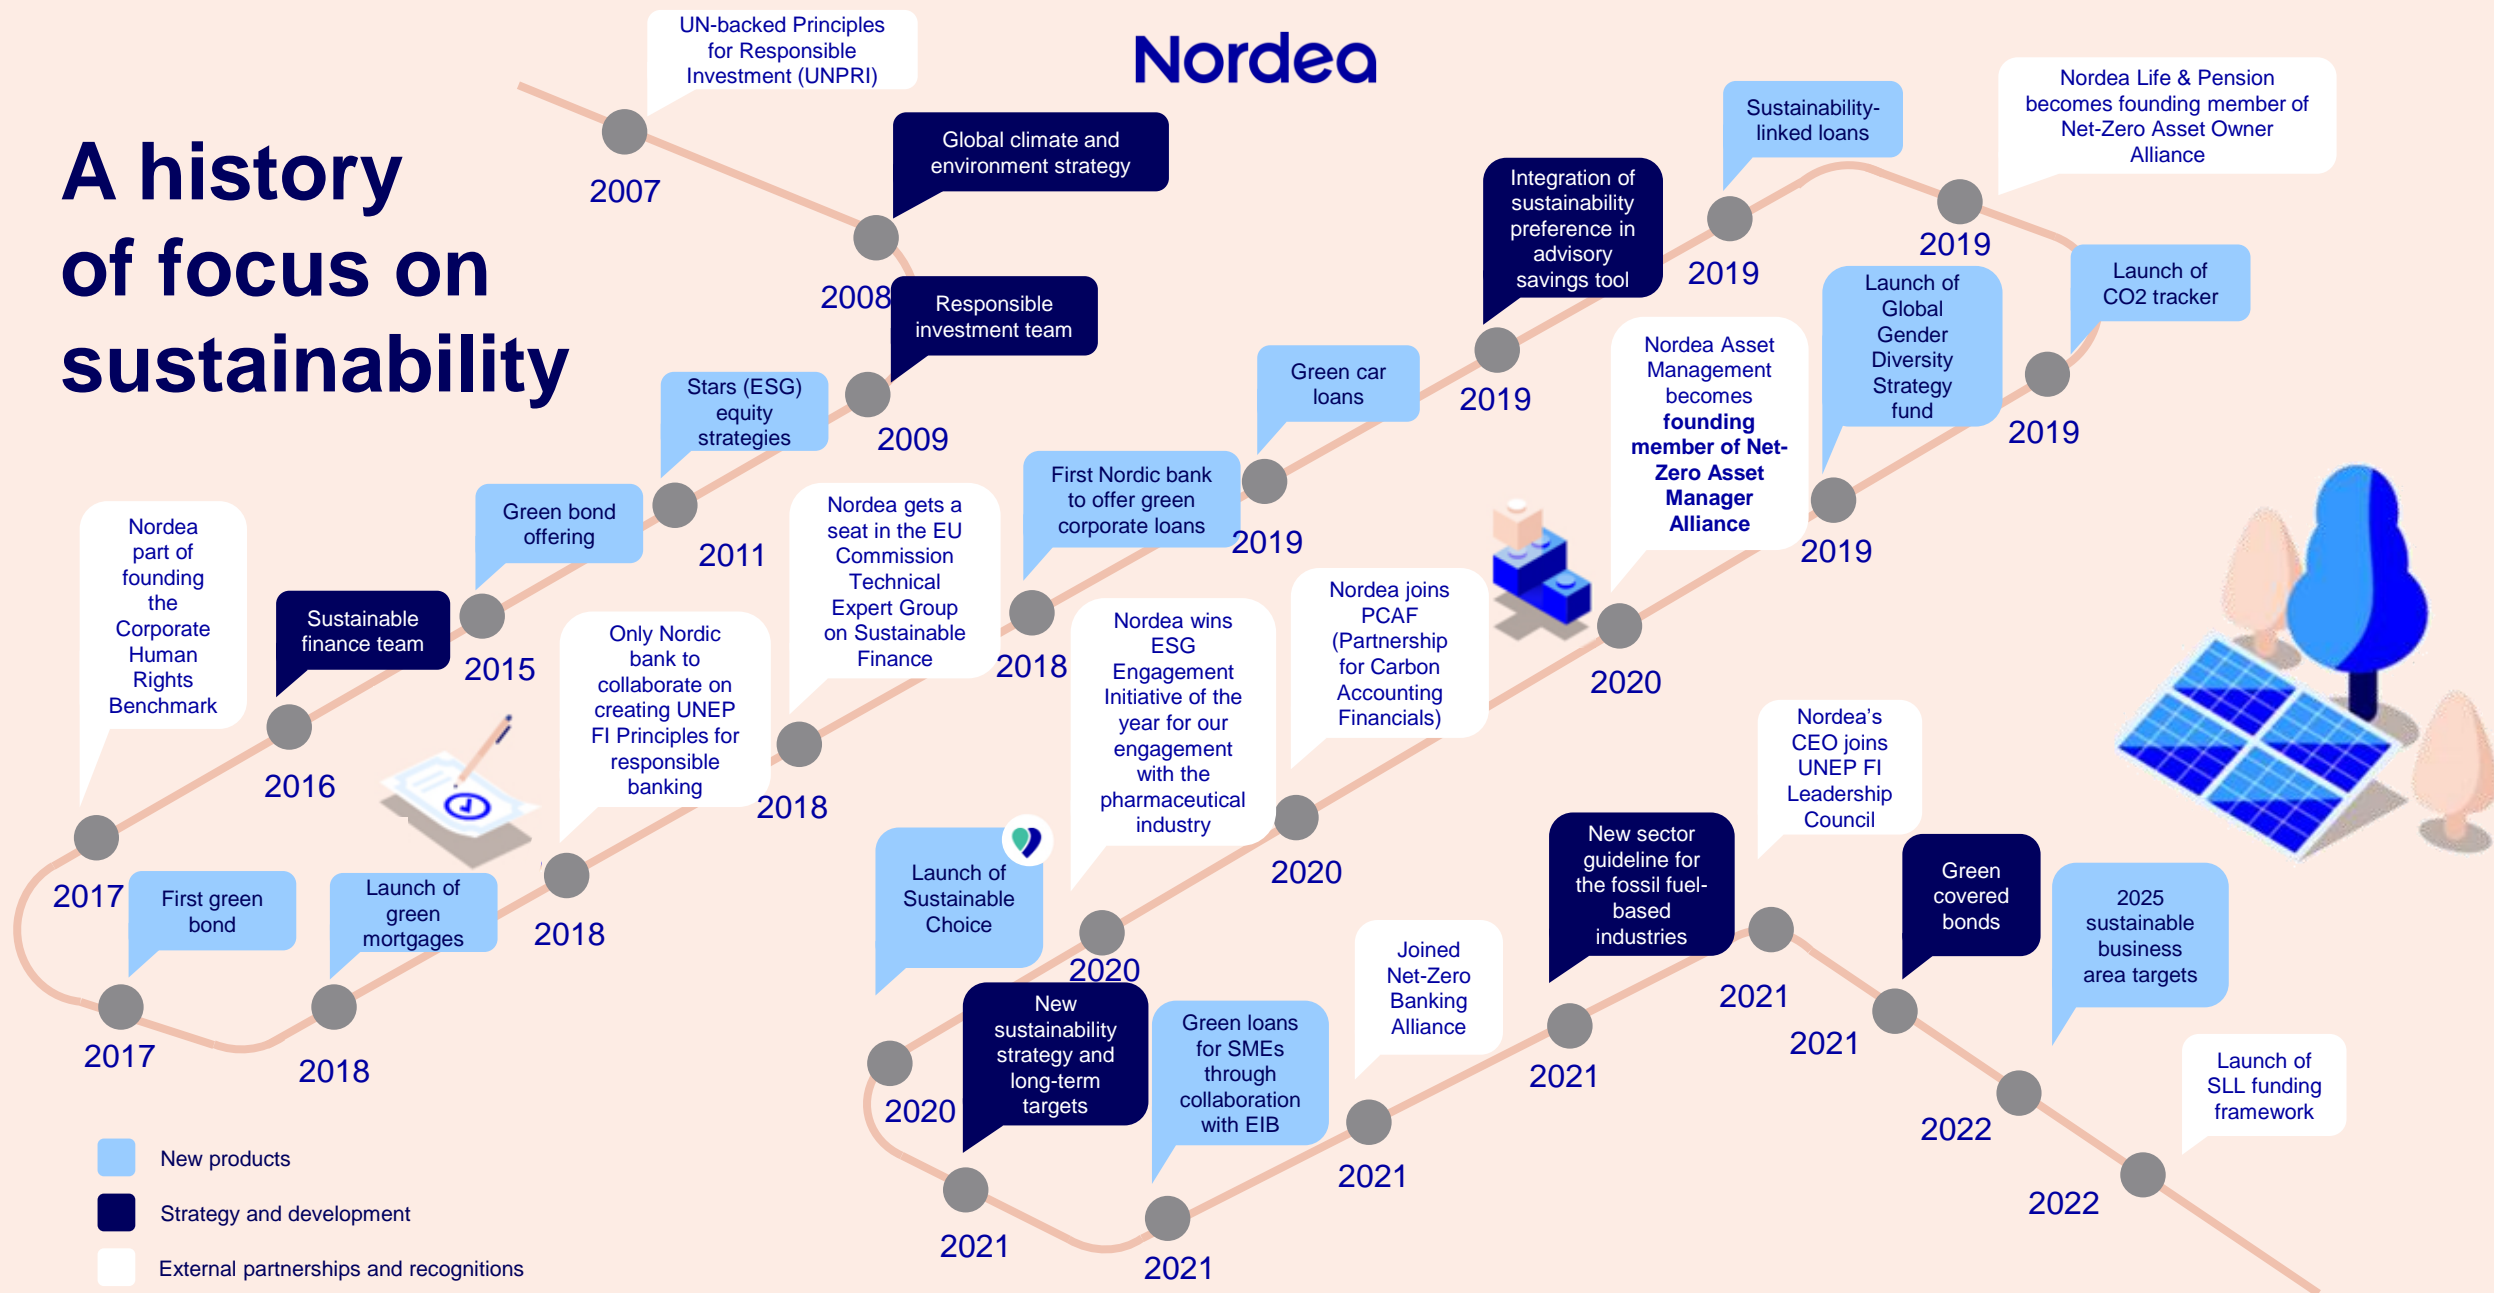 Nordea
A history
of focus on
sustainability
UN-backed Principles
for Responsible
Investment (UNPRI)
2007
Global climate and
environment strategy
2008
Responsible
investment team
2009
Stars (ESG)
equity
strategies
2011
Green bond
offering
2015
Sustainable
finance team
2016
Nordea
part of
founding
the
Corporate
Human
Rights
Benchmark
2017
First green
bond
2017
Launch of
green
mortgages
2018
Only Nordic
bank to
collaborate on
creating UNEP
FI Principles for
responsible
banking
2018
Nordea gets a
seat in the EU
Commission
Technical
Expert Group
on Sustainable
Finance
2018
First Nordic bank
to offer green
corporate loans
2018
Green car
loans
2019
Integration of
sustainability
preference in
advisory
savings tool
2019
Sustainability-
linked loans
2019
Nordea Life & Pension
becomes founding member of
Net-Zero Asset Owner
Alliance
2019
Launch of
CO2 tracker
2019
Launch of
Global
Gender
Diversity
Strategy
fund
2019
Nordea Asset
Management
becomes
founding
member of Net-
Zero Asset
Manager
Alliance
2020
Nordea joins
PCAF
(Partnership
for Carbon
Accounting
Financials)
2020
Nordea wins
ESG
Engagement
Initiative of the
year for our
engagement
with the
pharmaceutical
industry
2020
Launch of
Sustainable
Choice
2020
New
sustainability
strategy and
long-term
targets
2021
Green loans
for SMEs
through
collaboration
with EIB
2021
Joined
Net-Zero
Banking
Alliance
2021
New sector
guideline for
the fossil fuel-
based
industries
2021
Nordea's
CEO joins
UNEP FI
Leadership
Council
2021
Green
covered
bonds
2021
2025
sustainable
business
area targets
2022
Launch of
SLL funding
framework
2022
New products
Strategy and development
External partnerships and recognitions